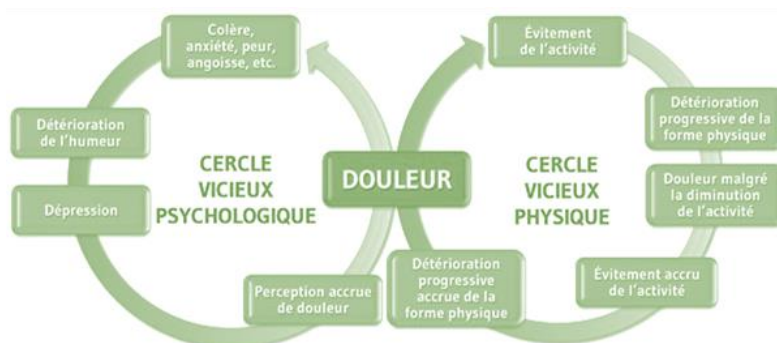 Colère,
anxiété, peur,
angoisse, etc.
Détérioration
de l'humeur
Dépression
CERCLE
VICIEUX
PSYCHOLOGIQUE
Perception accrue
de douleur
DOULEUR
Évitement
de l'activité
Détérioration
progressive de la
forme physique
CERCLE
VICIEUX
PHYSIQUE
Douleur malgré
la diminution
de l'activité
Évitement accru
de l'activité
Détérioration
progressive
accrue de la
forme physique